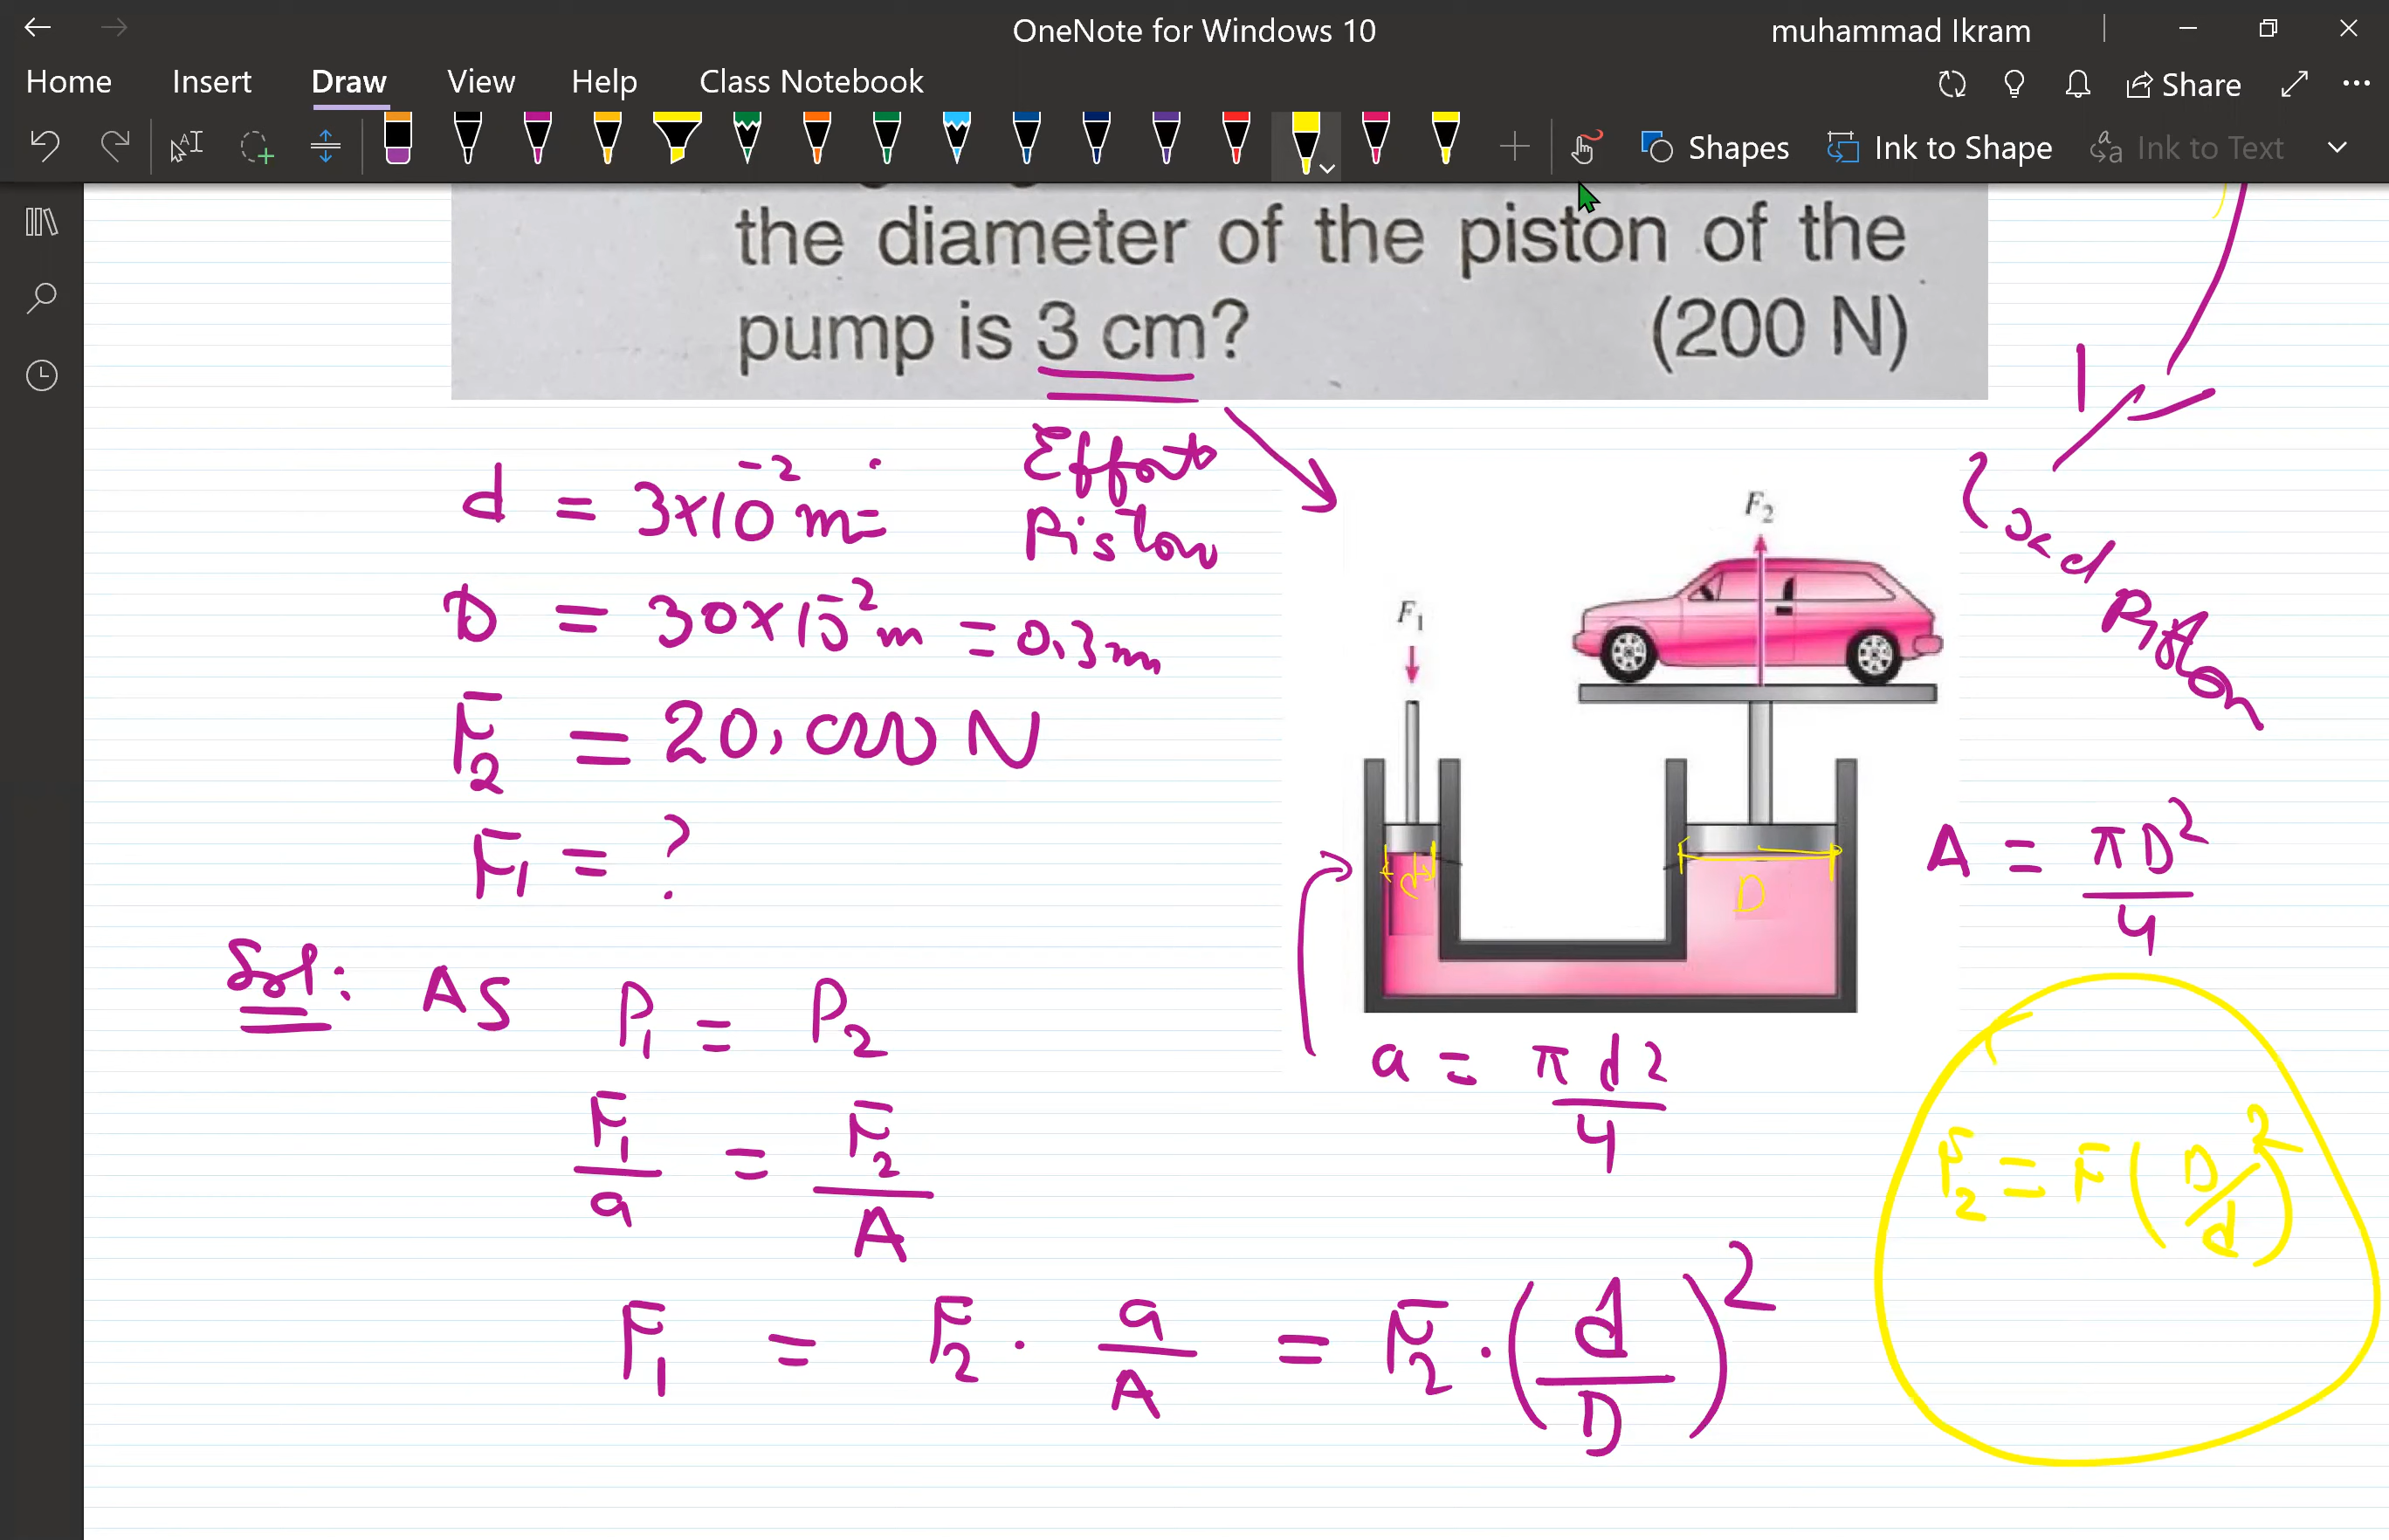 OneNote for Windows 10
muhammad Ikram
Home Insert Draw View Help Class Notebook
Share
Shapes Ink to Shape Ink to Text
the diameter of the piston of the
pump is 3 cm? (200 N)
Effort
Piston
d = 3×10⁻² m
D = 30×10⁻² m = 0.3 m
F₂ = 20,000 N
F₁ = ?
F₁
F₂
Load
Piston
d
D
A = πD²/4
Sol: AS P₁ = P₂
a = πd²/4
F₁/a = F₂/A
F₂ = F (D/d)²
F₁ = F₂ · a/A = F₂ · (d/D)²